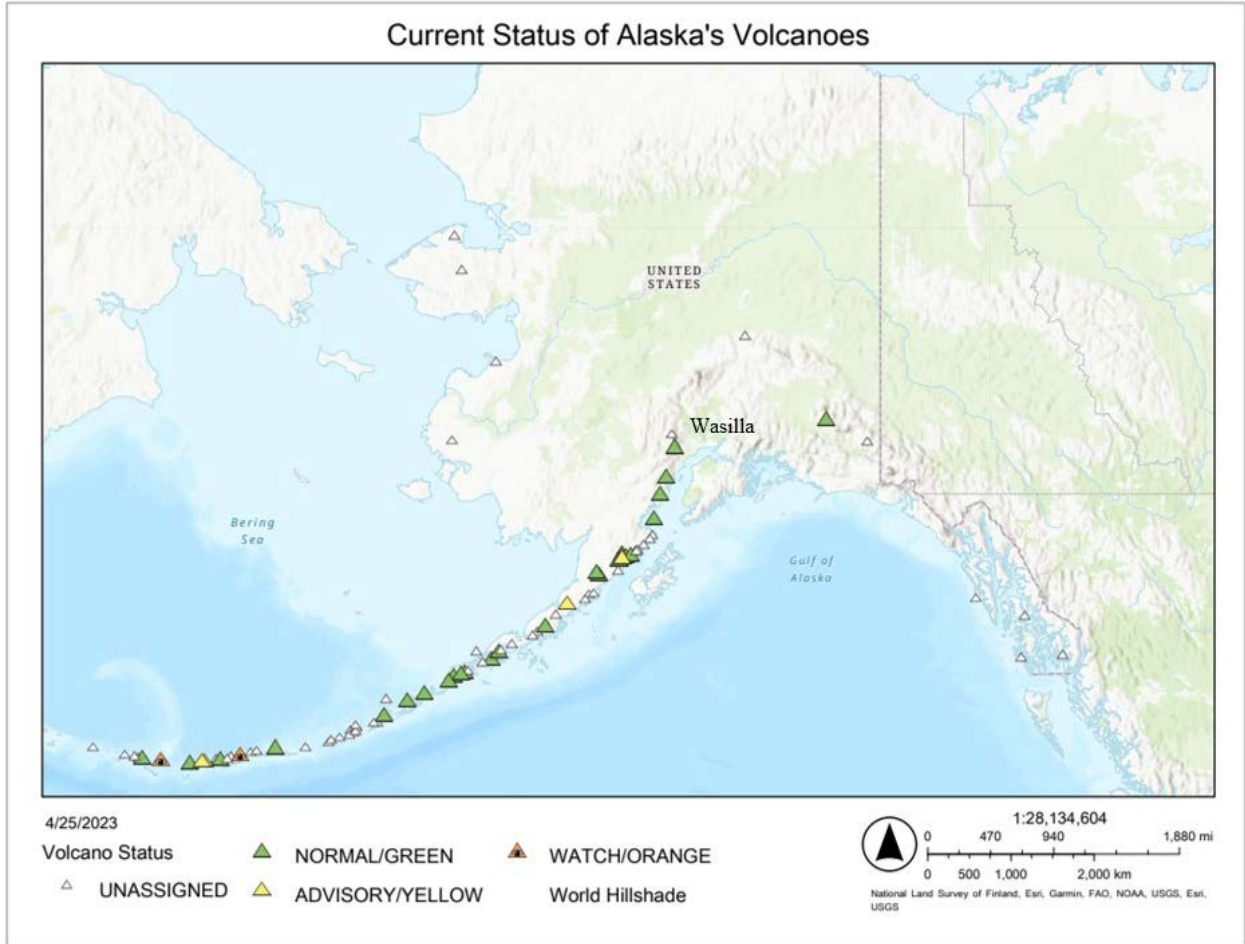 Current Status of Alaska's Volcanoes
UNITED
STATES
Wasilla
Bering
Sea
Gulf of
Alaska
4/25/2023
Volcano Status
UNASSIGNED
NORMAL/GREEN
ADVISORY/YELLOW
WATCH/ORANGE
World Hillshade
1:28,134,604
0 470 940 1,880 mi
0 500 1,000 2,000 km
National Land Survey of Finland, Esri, Garmin, FAO, NOAA, USGS, Esri,
USGS